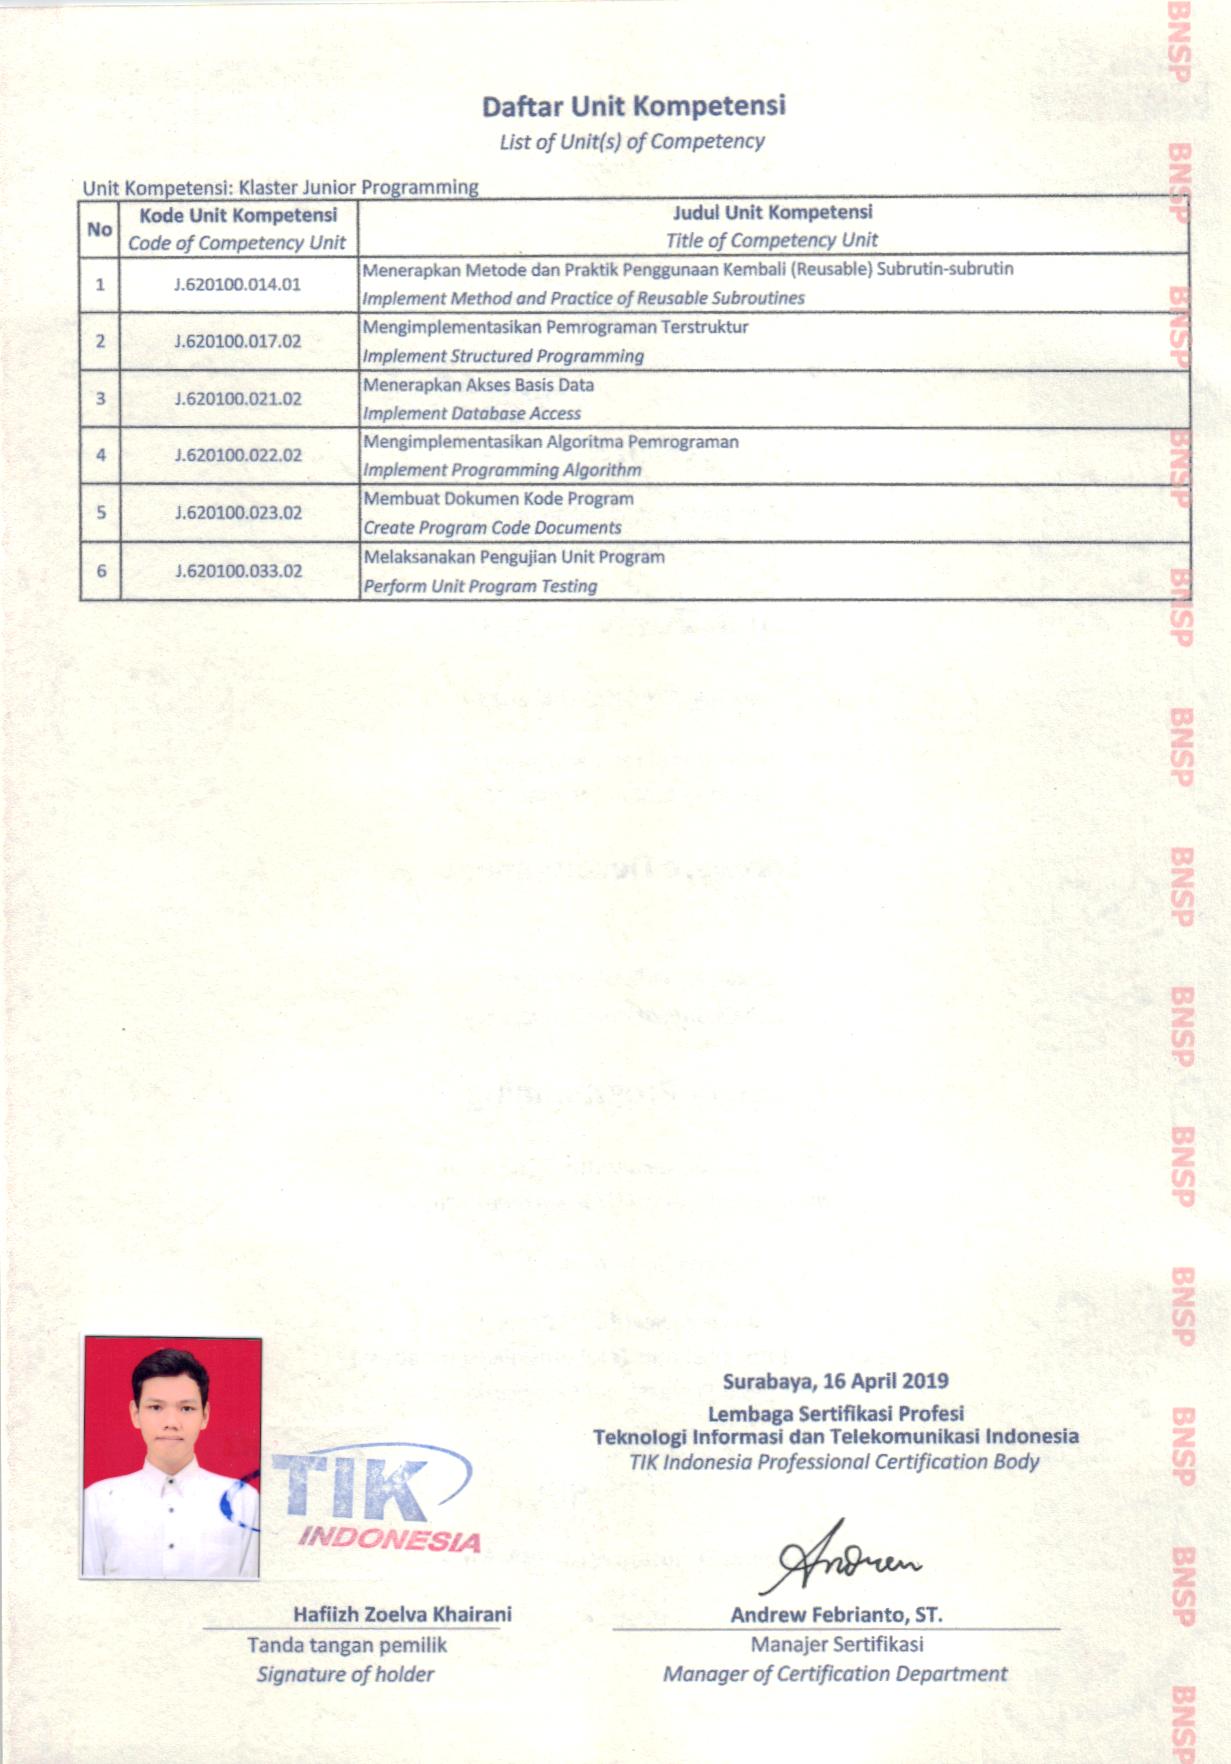 Daftar Unit Kompetensi
List of Unit(s) of Competency
Unit Kompetensi: Klaster Junior Programming
No Kode Unit Kompetensi Judul Unit Kompetensi
Code of Competency Unit Title of Competency Unit
1 J.620100.014.01 Menerapkan Metode dan Praktik Penggunaan Kembali (Reusable) Subrutin-subrutin
Implement Method and Practice of Reusable Subroutines
2 J.620100.017.02 Mengimplementasikan Pemrograman Terstruktur
Implement Structured Programming
3 J.620100.021.02 Menerapkan Akses Basis Data
Implement Database Access
4 J.620100.022.02 Mengimplementasikan Algoritma Pemrograman
Implement Programming Algorithm
5 J.620100.023.02 Membuat Dokumen Kode Program
Create Program Code Documents
6 J.620100.033.02 Melaksanakan Pengujian Unit Program
Perform Unit Program Testing
Surabaya, 16 April 2019
Lembaga Sertifikasi Profesi
Teknologi Informasi dan Telekomunikasi Indonesia
TIK Indonesia Professional Certification Body
TIK
INDONESIA
Andrew
Hafiizh Zoelva Khairani
Tanda tangan pemilik
Signature of holder
Andrew Febrianto, ST.
Manajer Sertifikasi
Manager of Certification Department
BNSP
BNSP
BNSP
BNSP
BNSP
BNSP
BNSP
BNSP
BNSP
BNSP
BNSP
BNSP
BNSP